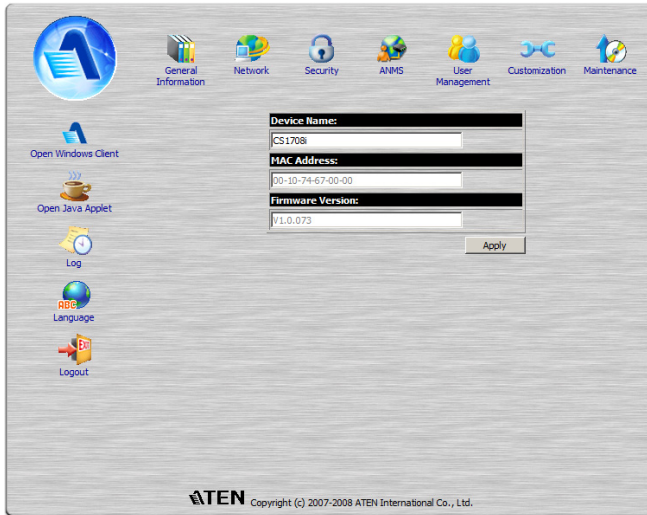 General
Information
Network
Security
ANMS
User
Management
Customization
Maintenance
Open Windows Client
Open Java Applet
Log
ABC
Language
EXIT
Logout
Device Name:
CS1708i
MAC Address:
00-10-74-67-00-00
Firmware Version:
V1.0.073
Apply
ATEN Copyright (c) 2007-2008 ATEN International Co., Ltd.